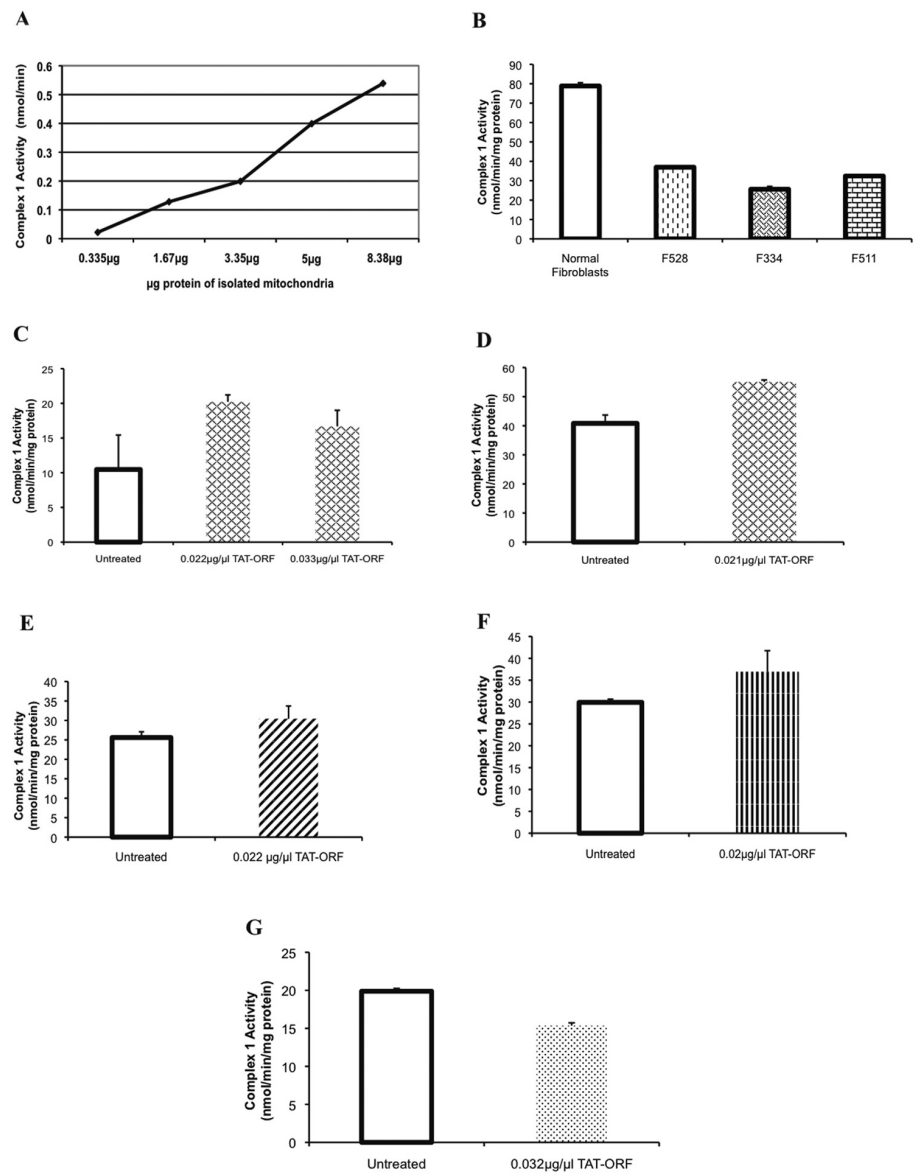 A
Complex 1 Activity (nmol/min)
0.6
0.5
0.4
0.3
0.2
0.1
0
0.335µg 1.67µg 3.35µg 5µg 8.38µg
µg protein of isolated mitochondria
B
Complex 1 Activity
(nmol/min/mg protein)
90
80
70
60
50
40
30
20
10
0
Normal
Fibroblasts
F528 F334 F511
C
Complex 1 Activity
(nmol/min/mg protein)
25
20
15
10
5
0
Untreated 0.022µg/µl TAT-ORF 0.033µg/µl TAT-ORF
D
Complex 1 Activity
(nmol/min/mg protein)
60
50
40
30
20
10
0
Untreated 0.021µg/µl TAT-ORF
E
Complex 1 Activity
(nmol/min/mg protein)
40
35
30
25
20
15
10
5
0
Untreated 0.022 µg/µl TAT-ORF
F
Complex 1 Activity
(nmol/min/mg protein)
45
40
35
30
25
20
15
10
5
0
Untreated 0.02µg/µl TAT-ORF
G
Complex 1 Activity
(nmol/min/mg protein)
25
20
15
10
5
0
Untreated 0.032µg/µl TAT-ORF